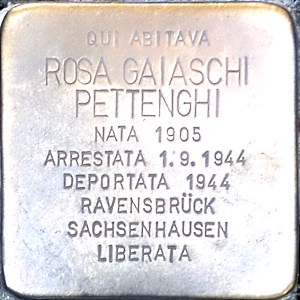 QUI ABITAVA
ROSA GAIASCHI
PETTENGHI
NATA 1905
ARRESTATA 1.9.1944
DEPORTATA 1944
RAVENSBRÜCK
SACHSENHAUSEN
LIBERATA